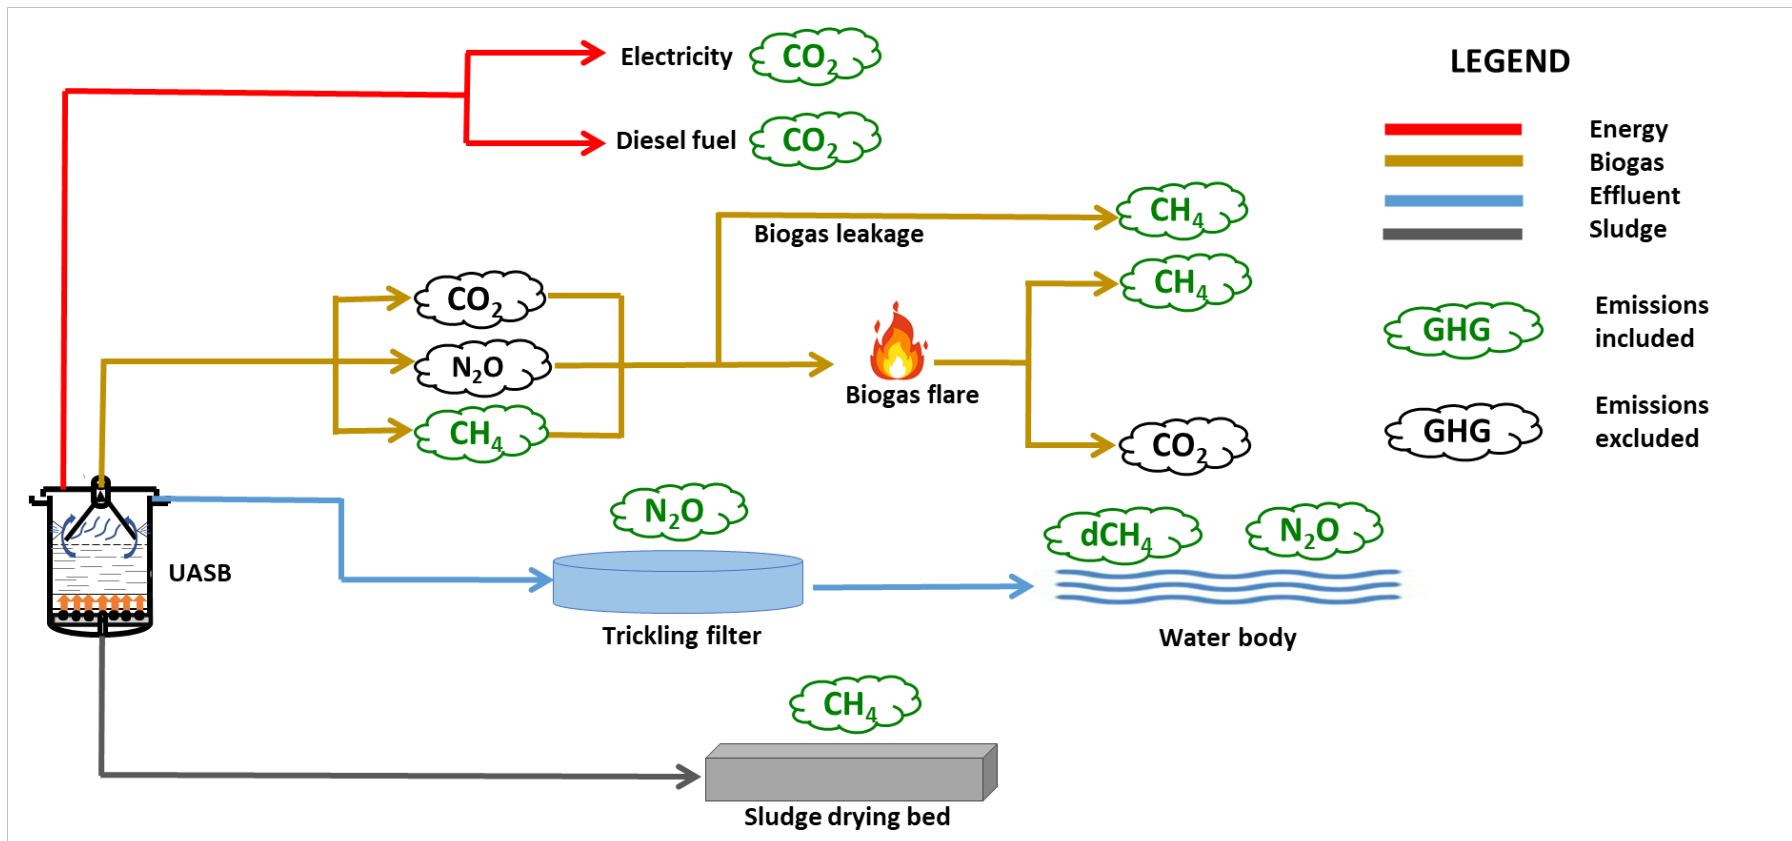 Electricity
CO₂
LEGEND
Diesel fuel
CO₂
Energy
Biogas
Effluent
Sludge
Biogas leakage
CH₄
CH₄
CO₂
N₂O
CH₄
Biogas flare
CO₂
GHG
Emissions
included
GHG
Emissions
excluded
UASB
N₂O
Trickling filter
dCH₄
N₂O
Water body
CH₄
Sludge drying bed